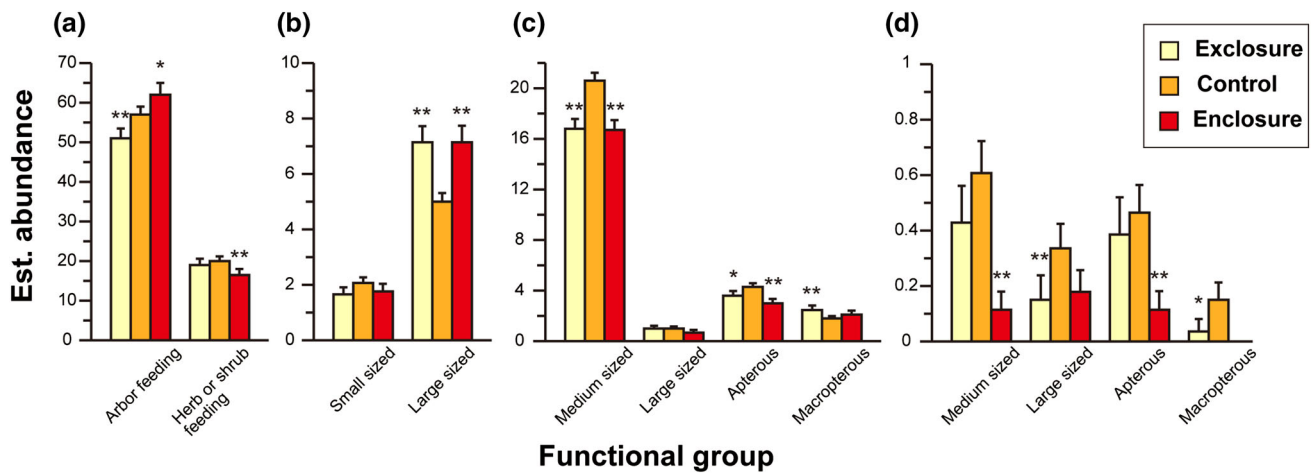 (a)
(b)
(c)
(d)
Est. abundance
70
60
50
40
30
20
10
0
**
*
**
Arbor feeding
Herb or shrub
feeding
10
8
6
4
2
0
**
**
Small sized
Large sized
20
16
12
8
4
0
**
**
*
**
**
Medium sized
Large sized
Apterous
Macropterous
1
0.8
0.6
0.4
0.2
0
**
**
**
*
Medium sized
Large sized
Apterous
Macropterous
Exclosure
Control
Enclosure
Functional group